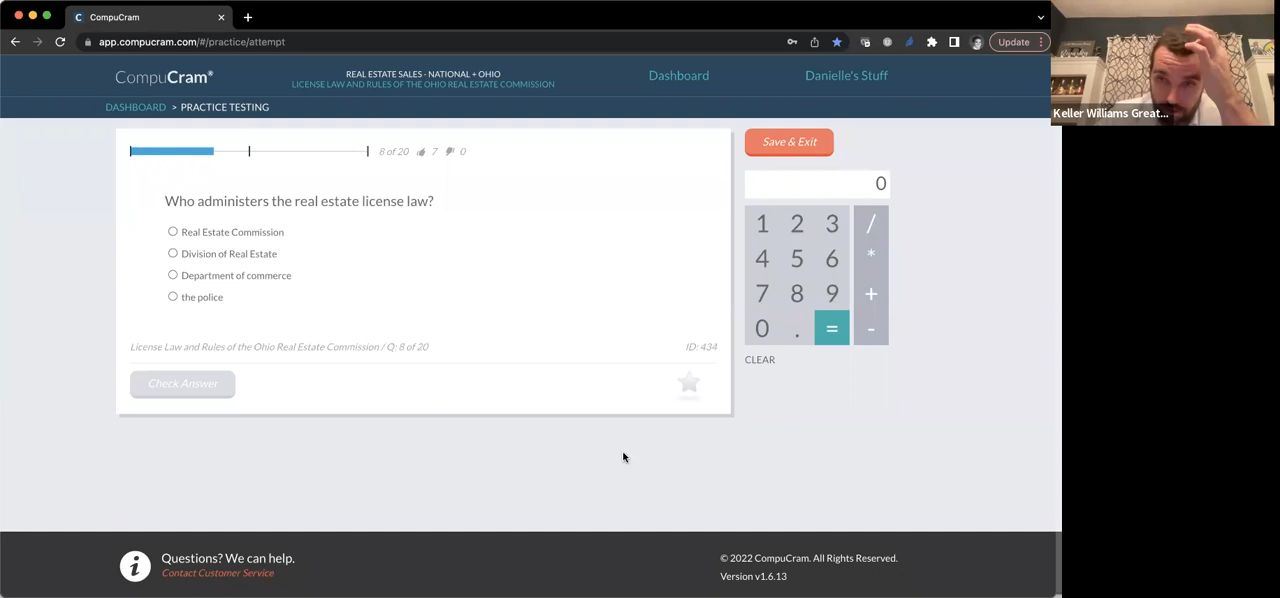 CompuCram
app.compucram.com/#/practice/attempt
Update
CompuCram®
REAL ESTATE SALES - NATIONAL + OHIO
LICENSE LAW AND RULES OF THE OHIO REAL ESTATE COMMISSION
Dashboard
Danielle's Stuff
Keller Williams Great...
DASHBOARD > PRACTICE TESTING
8 of 20 7 0
Save & Exit
0
Who administers the real estate license law?
Real Estate Commission
Division of Real Estate
Department of commerce
the police
1 2 3 /
4 5 6 *
7 8 9 +
0 . = -
CLEAR
License Law and Rules of the Ohio Real Estate Commission / Q: 8 of 20
ID: 434
Check Answer
Questions? We can help.
Contact Customer Service
© 2022 CompuCram. All Rights Reserved.
Version v1.6.13